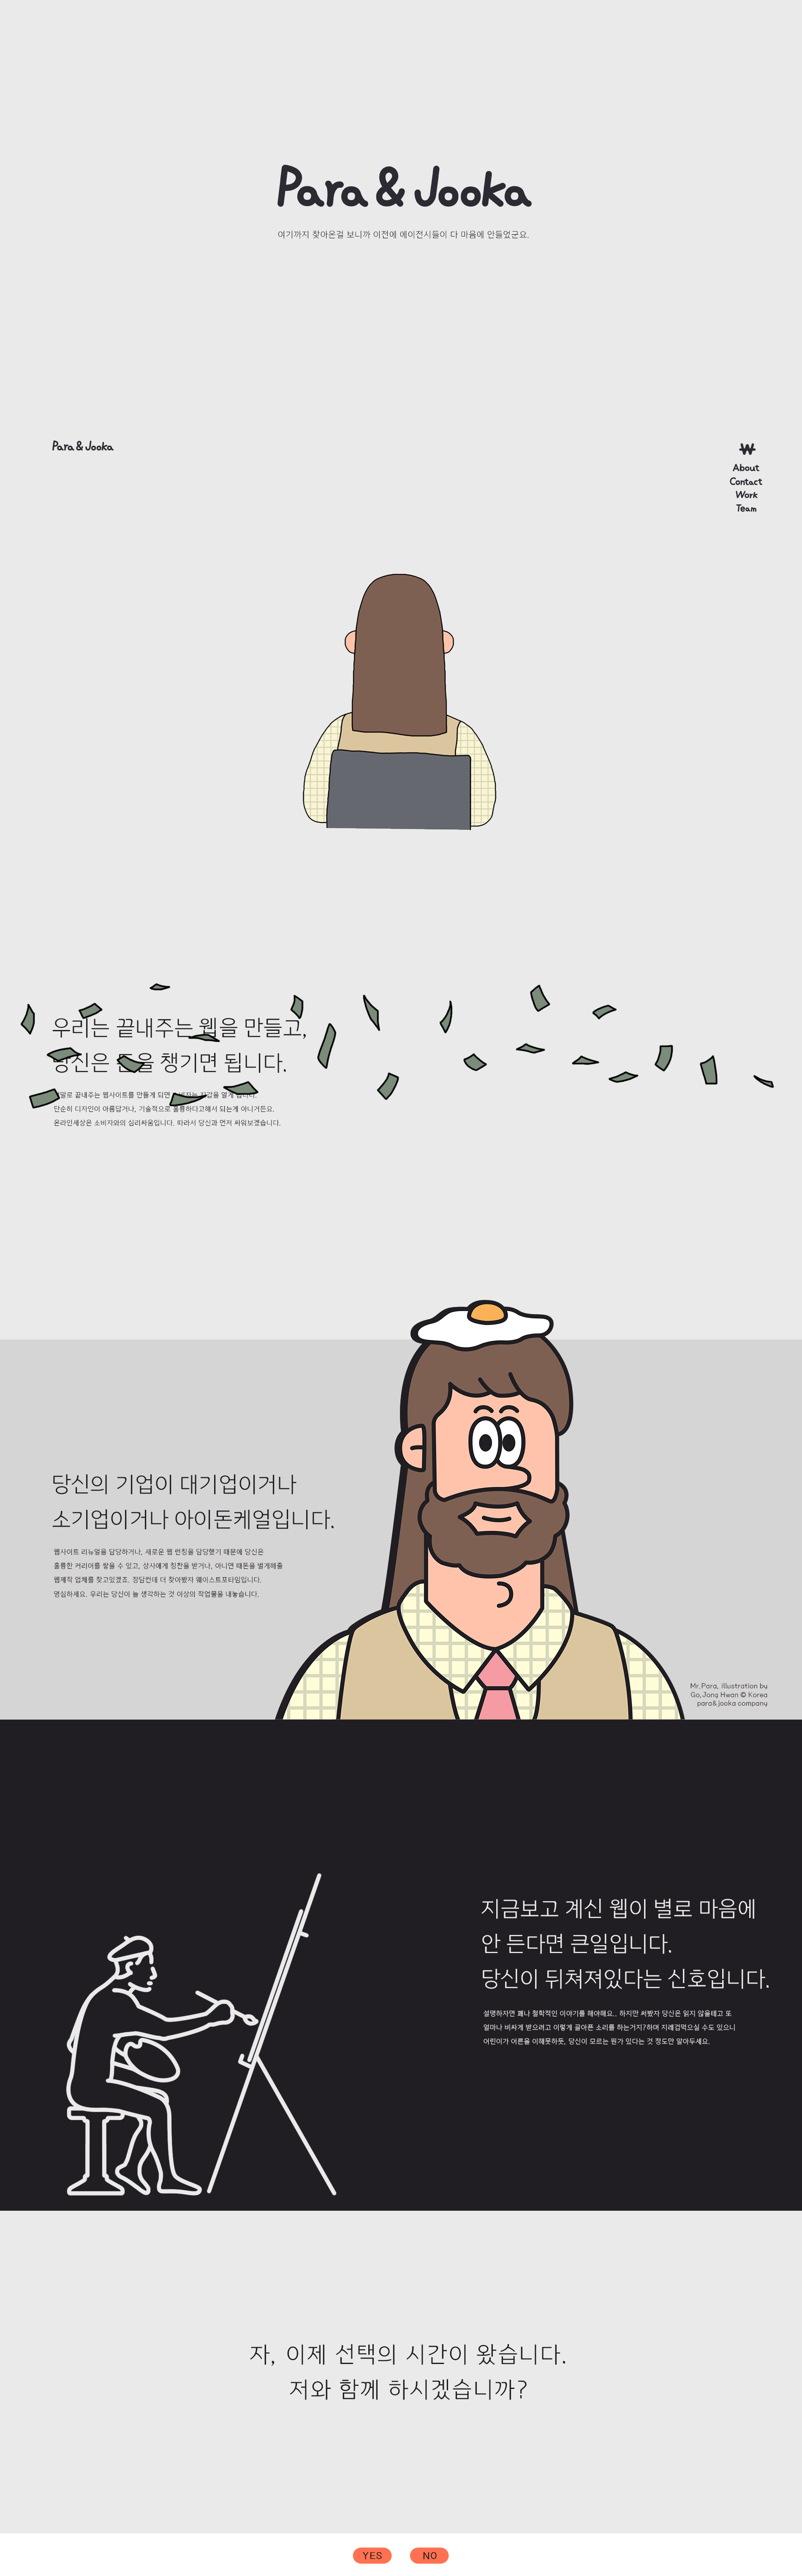 Para & Jooka
여기까지 찾아온걸 보니까 이전에 에이전시들이 다 마음에 안들었군요.
Para & Jooka
₩
About
Contact
Work
Team
우리는 끝내주는 웹을 만들고,
당신은 돈을 챙기면 됩니다.
끝내주는 웹사이트를 만들게 되면
단순히 디자인이 아름답거나, 기술적으로 훌륭하다고해서 되는게 아니거든요.
온라인세상은 소비자와의 심리싸움입니다. 따라서 당신과 먼저 싸워보겠습니다.
당신의 기업이 대기업이거나
소기업이거나 아이돈케얼입니다.
웹사이트 리뉴얼을 담당하거나, 새로운 웹 런칭을 담당했기 때문에 당신은
훌륭한 커리어를 쌓을 수 있고, 상사에게 칭찬을 받거나, 아니면 때돈을 벌게해줄
웹제작 업체를 찾고있겠죠. 장담컨데 더 찾아봤자 웨이스트포타임입니다.
명심하세요. 우리는 당신이 늘 생각하는 것 이상의 작업물을 내놓습니다.
Mr.Para, illustration by
Go,Jong Hwan © Korea
para&jooka company
지금보고 계신 웹이 별로 마음에
안 든다면 큰일입니다.
당신이 뒤쳐져있다는 신호입니다.
설명하자면 꽤나 철학적인 이야기를 해야해요.. 하지만 써봤자 당신은 읽지 않을테고 또
얼마나 비싸게 받으려고 이렇게 골아픈 소리를 하는거지?하며 지레겁먹으실 수도 있으니
어린이가 어른을 이해못하듯, 당신이 모르는 뭔가 있다는 것 정도만 알아두세요.
자, 이제 선택의 시간이 왔습니다.
저와 함께 하시겠습니까?
YES
NO